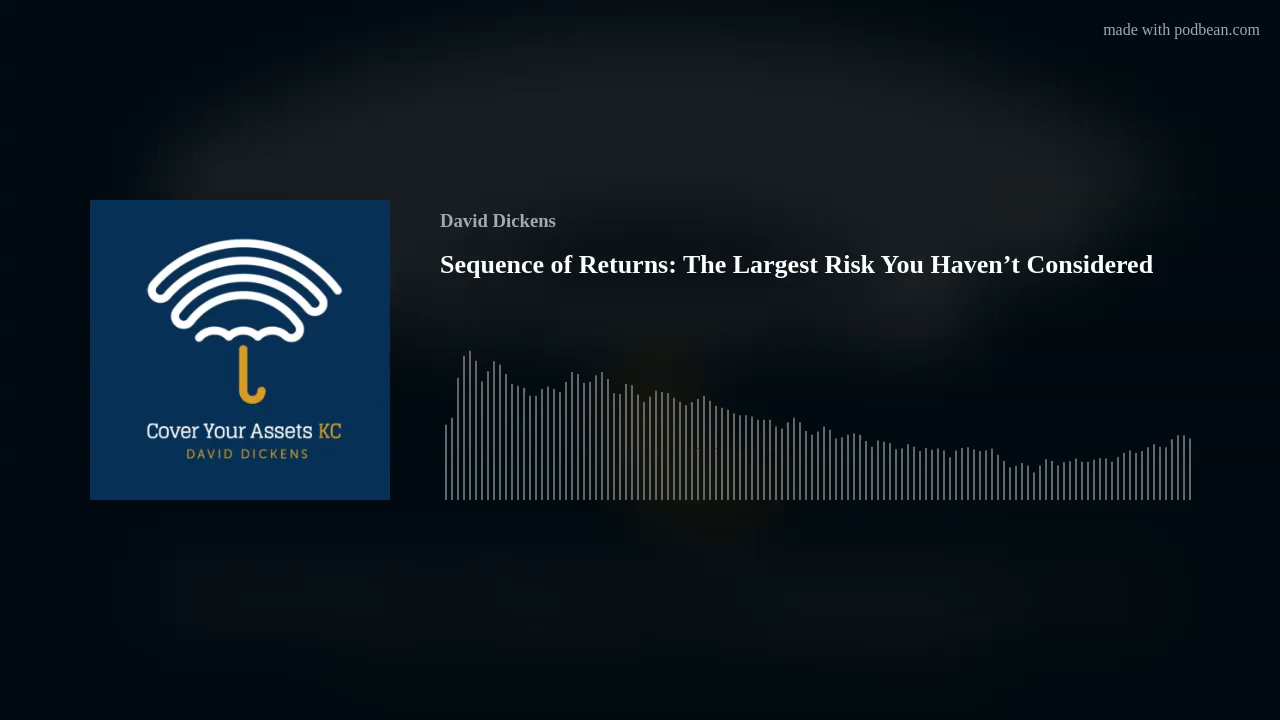 made with podbean.com
David Dickens
Sequence of Returns: The Largest Risk You Haven’t Considered
Cover Your Assets KC
DAVID DICKENS